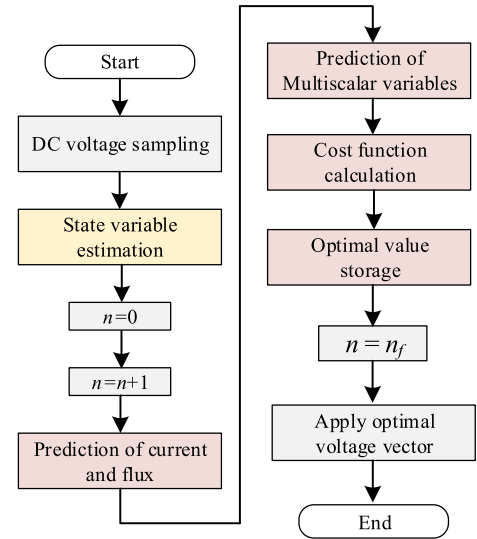 Start
DC voltage sampling
State variable
estimation
n=0
n=n+1
Prediction of current
and flux
Prediction of
Multiscalar variables
Cost function
calculation
Optimal value
storage
n = n_f
Apply optimal
voltage vector
End